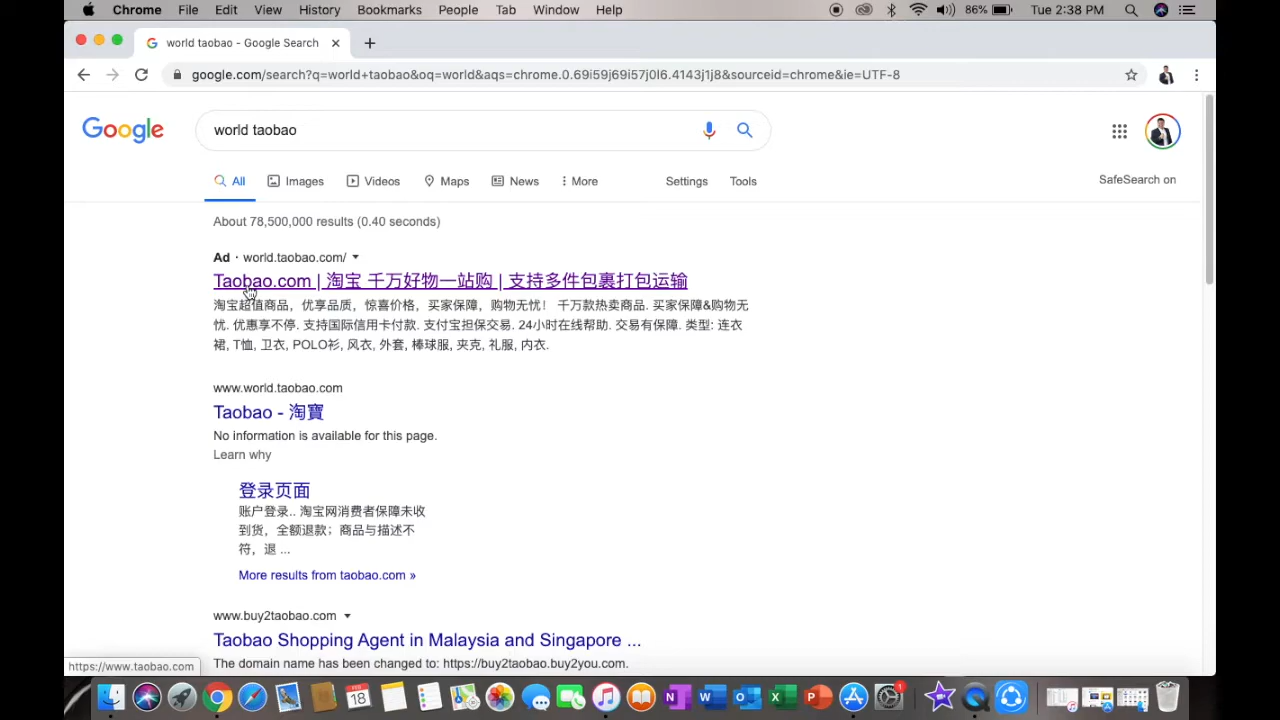 Chrome File Edit View History Bookmarks People Tab Window Help 86% Tue 2:38 PM
world taobao - Google Search
google.com/search?q=world+taobao&oq=world&aqs=chrome.0.69i59j69i57j0l6.4143j1j8&sourceid=chrome&ie=UTF-8
Google world taobao
All Images Videos Maps News More Settings Tools SafeSearch on
About 78,500,000 results (0.40 seconds)
Ad · world.taobao.com/
Taobao.com | 淘宝 千万好物一站购 | 支持多件包裹打包运输
淘宝超值商品，优享品质，惊喜价格，买家保障，购物无忧！ 千万款热卖商品. 买家保障&购物无
忧. 优惠享不停. 支持国际信用卡付款. 支付宝担保交易. 24小时在线帮助. 交易有保障. 类型: 连衣
裙, T恤, 卫衣, POLO衫, 风衣, 外套, 棒球服, 夹克, 礼服, 内衣.
www.world.taobao.com
Taobao - 淘寶
No information is available for this page.
Learn why
登录页面
账户登录.. 淘宝网消费者保障未收
到货，全额退款；商品与描述不
符，退 ...
More results from taobao.com »
www.buy2taobao.com
Taobao Shopping Agent in Malaysia and Singapore ...
The domain name has been changed to: https://buy2taobao.buy2you.com.
https://www.taobao.com
FEB
18
N W O X P
1